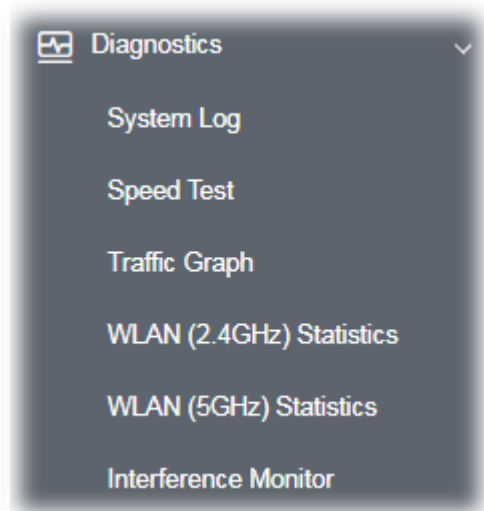 Diagnostics
System Log
Speed Test
Traffic Graph
WLAN (2.4GHz) Statistics
WLAN (5GHz) Statistics
Interference Monitor